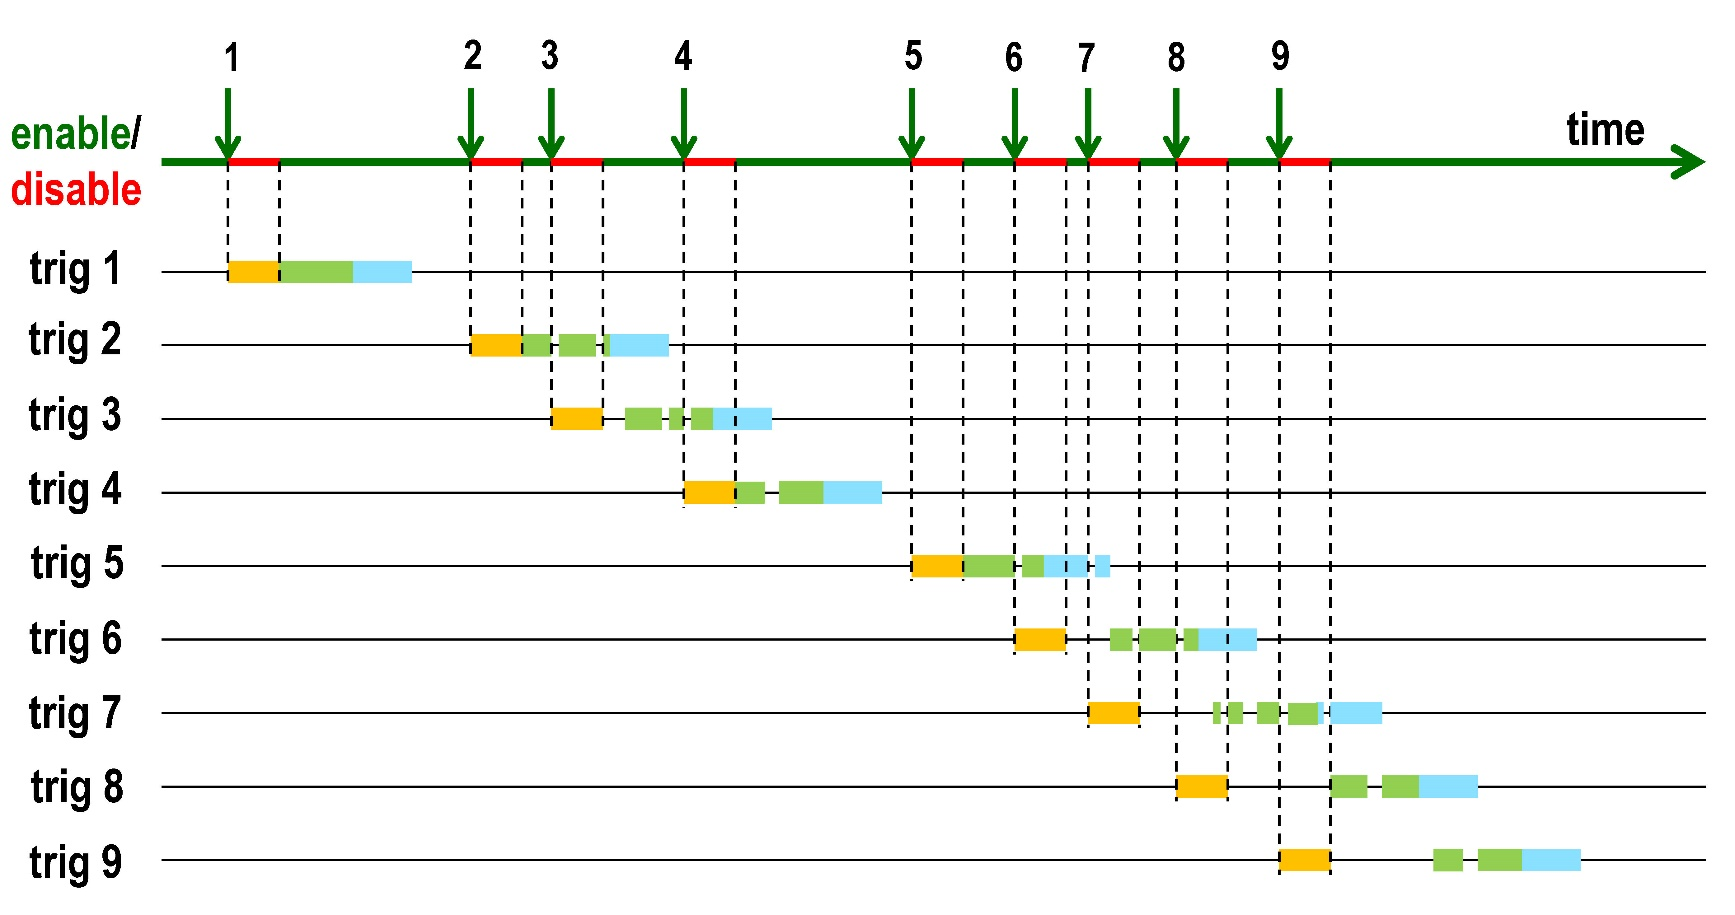 1 2 3 4 5 6 7 8 9
enable/
disable
time
trig 1
trig 2
trig 3
trig 4
trig 5
trig 6
trig 7
trig 8
trig 9